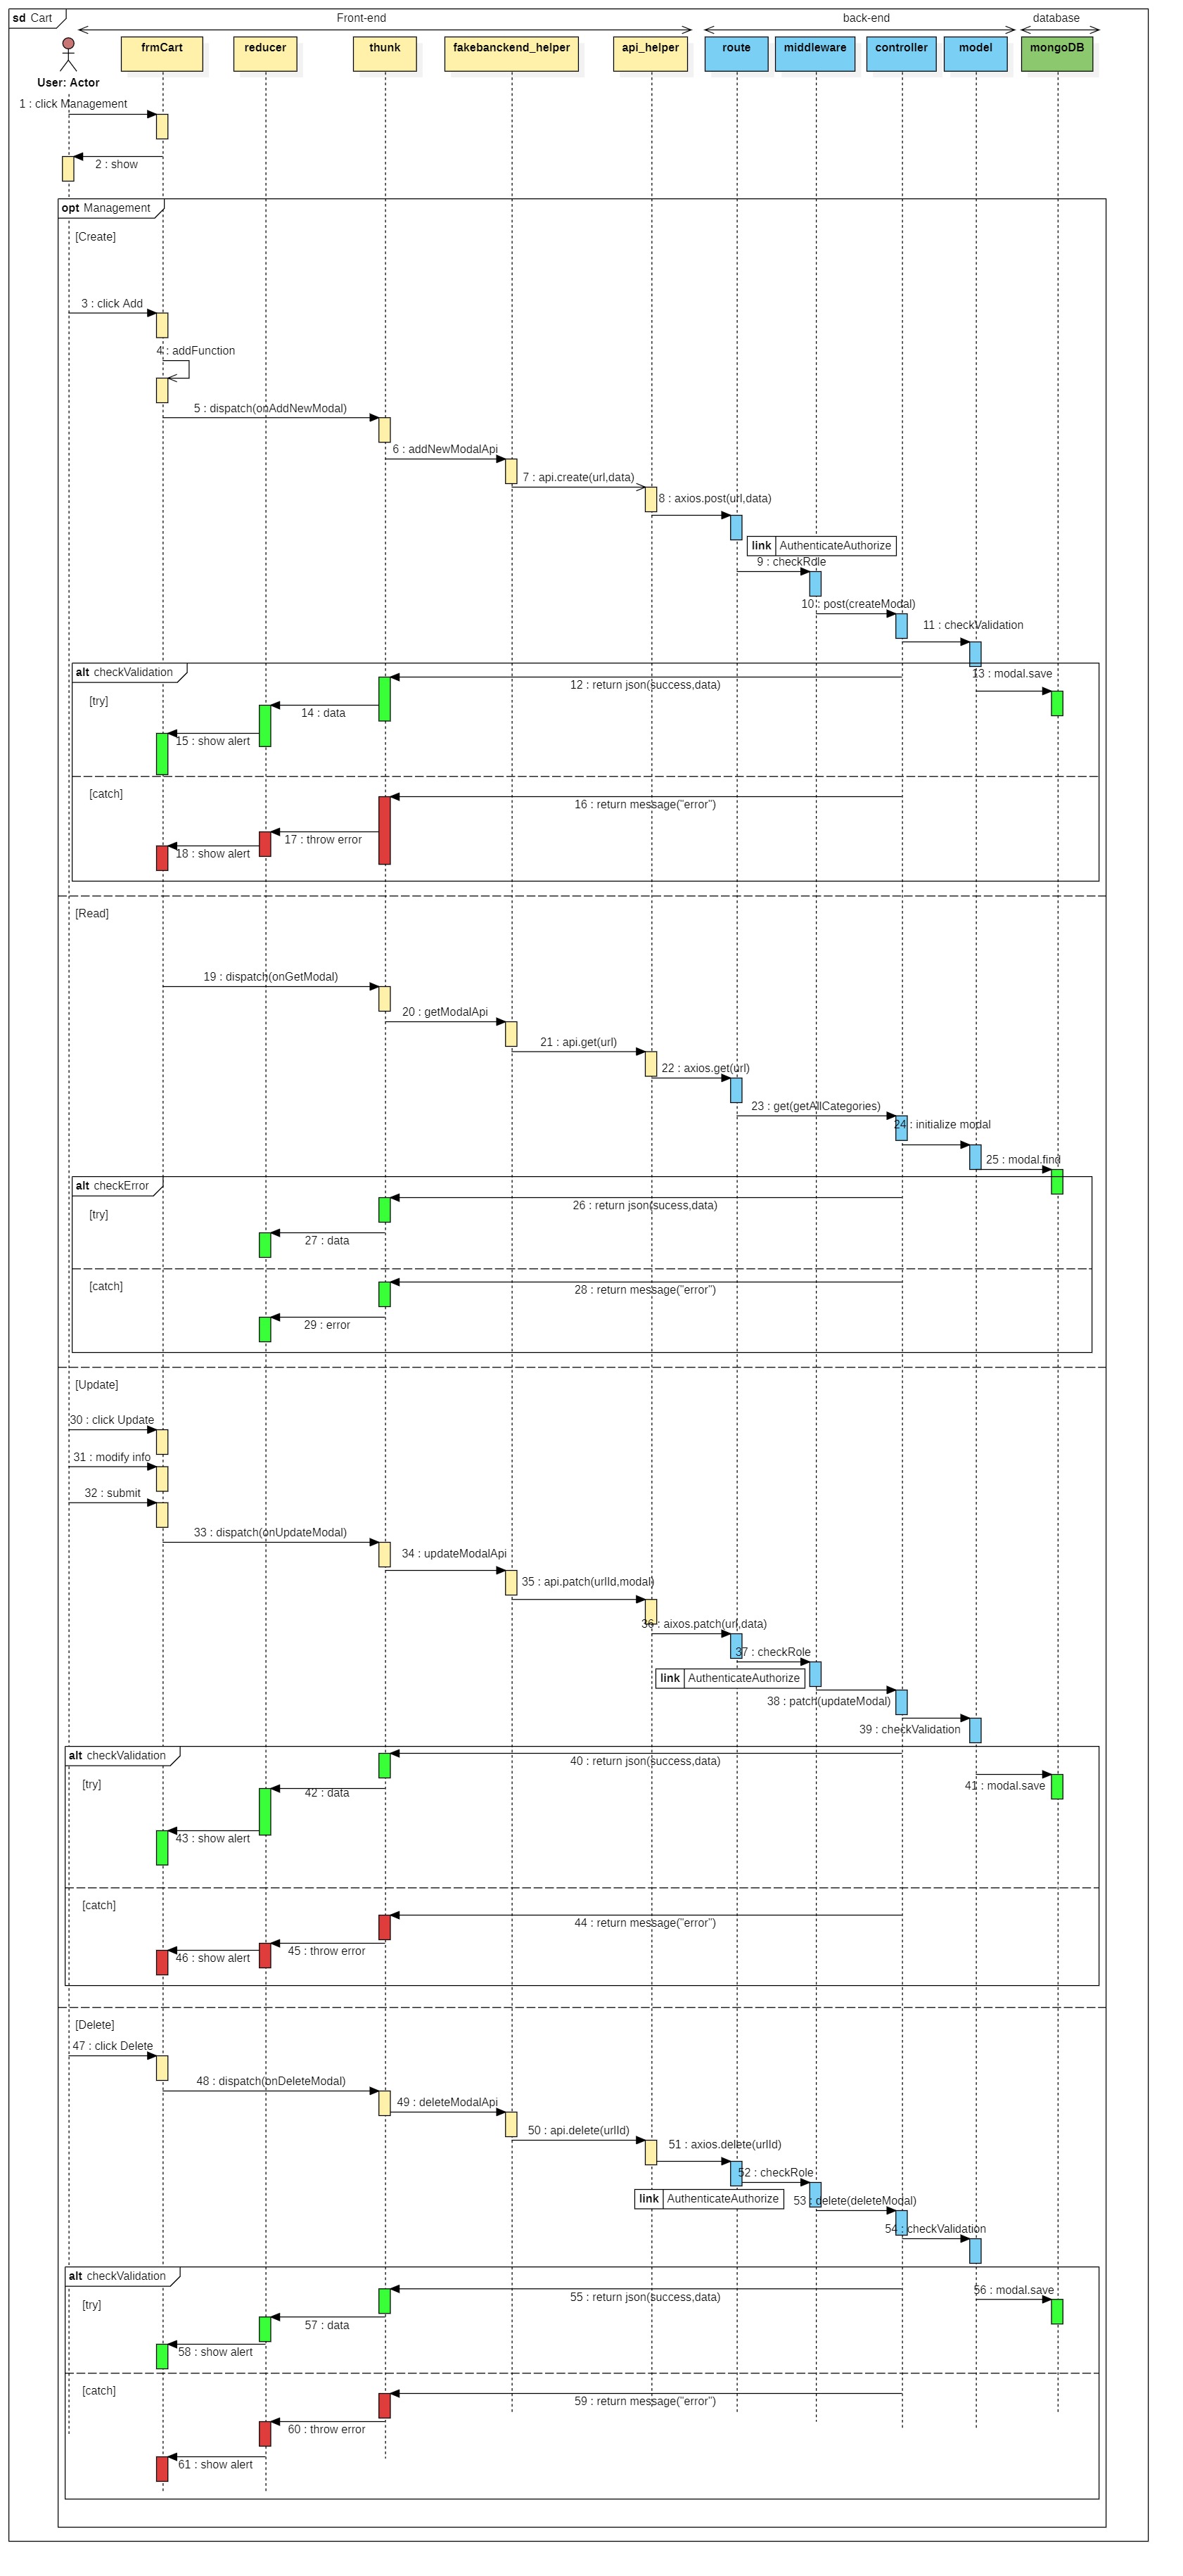 sd Cart
Front-end
back-end
database
frmCart
reducer
thunk
fakebanckend_helper
api_helper
route
middleware
controller
model
mongoDB
User: Actor
1 : click Management
2 : show
opt Management
[Create]
3 : click Add
4 : addFunction
5 : dispatch(onAddNewModal)
6 : addNewModalApi
7 : api.create(url,data)
8 : axios.post(url,data)
link AuthenticateAuthorize
9 : checkRole
10 : post(createModal)
11 : checkValidation
alt checkValidation
13 : modal.save
12 : return json(success,data)
[try]
14 : data
15 : show alert
[catch]
16 : return message("error")
17 : throw error
18 : show alert
[Read]
19 : dispatch(onGetModal)
20 : getModalApi
21 : api.get(url)
22 : axios.get(url)
23 : get(getAllCategories)
24 : initialize modal
25 : modal.find
alt checkError
26 : return json(sucess,data)
[try]
27 : data
[catch]
28 : return message("error")
29 : error
[Update]
30 : click Update
31 : modify info
32 : submit
33 : dispatch(onUpdateModal)
34 : updateModalApi
35 : api.patch(urlId,modal)
36 : aixos.patch(url,data)
37 : checkRole
link AuthenticateAuthorize
38 : patch(updateModal)
39 : checkValidation
alt checkValidation
40 : return json(success,data)
[try]
41 : modal.save
42 : data
43 : show alert
[catch]
44 : return message("error")
45 : throw error
46 : show alert
[Delete]
47 : click Delete
48 : dispatch(onDeleteModal)
49 : deleteModalApi
50 : api.delete(urlId)
51 : axios.delete(urlId)
52 : checkRole
link AuthenticateAuthorize
53 : delete(deleteModal)
54 : checkValidation
alt checkValidation
56 : modal.save
55 : return json(success,data)
[try]
57 : data
58 : show alert
[catch]
59 : return message("error")
60 : throw error
61 : show alert